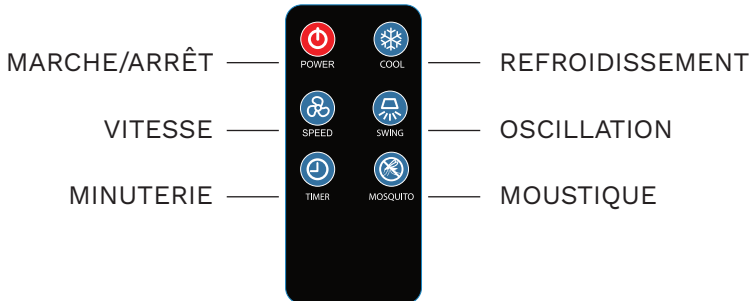 MARCHE/ARRÊT
POWER
COOL
REFROIDISSEMENT
VITESSE
SPEED
SWING
OSCILLATION
MINUTERIE
TIMER
MOSQUITO
MOUSTIQUE